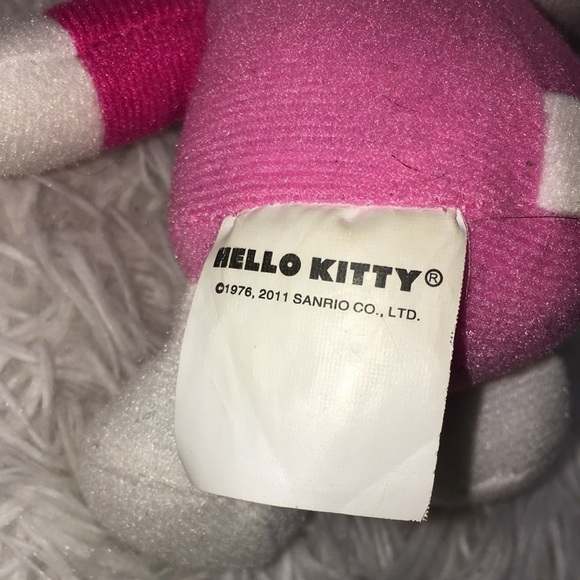 HELLO KITTY®
©1976, 2011 SANRIO CO., LTD.